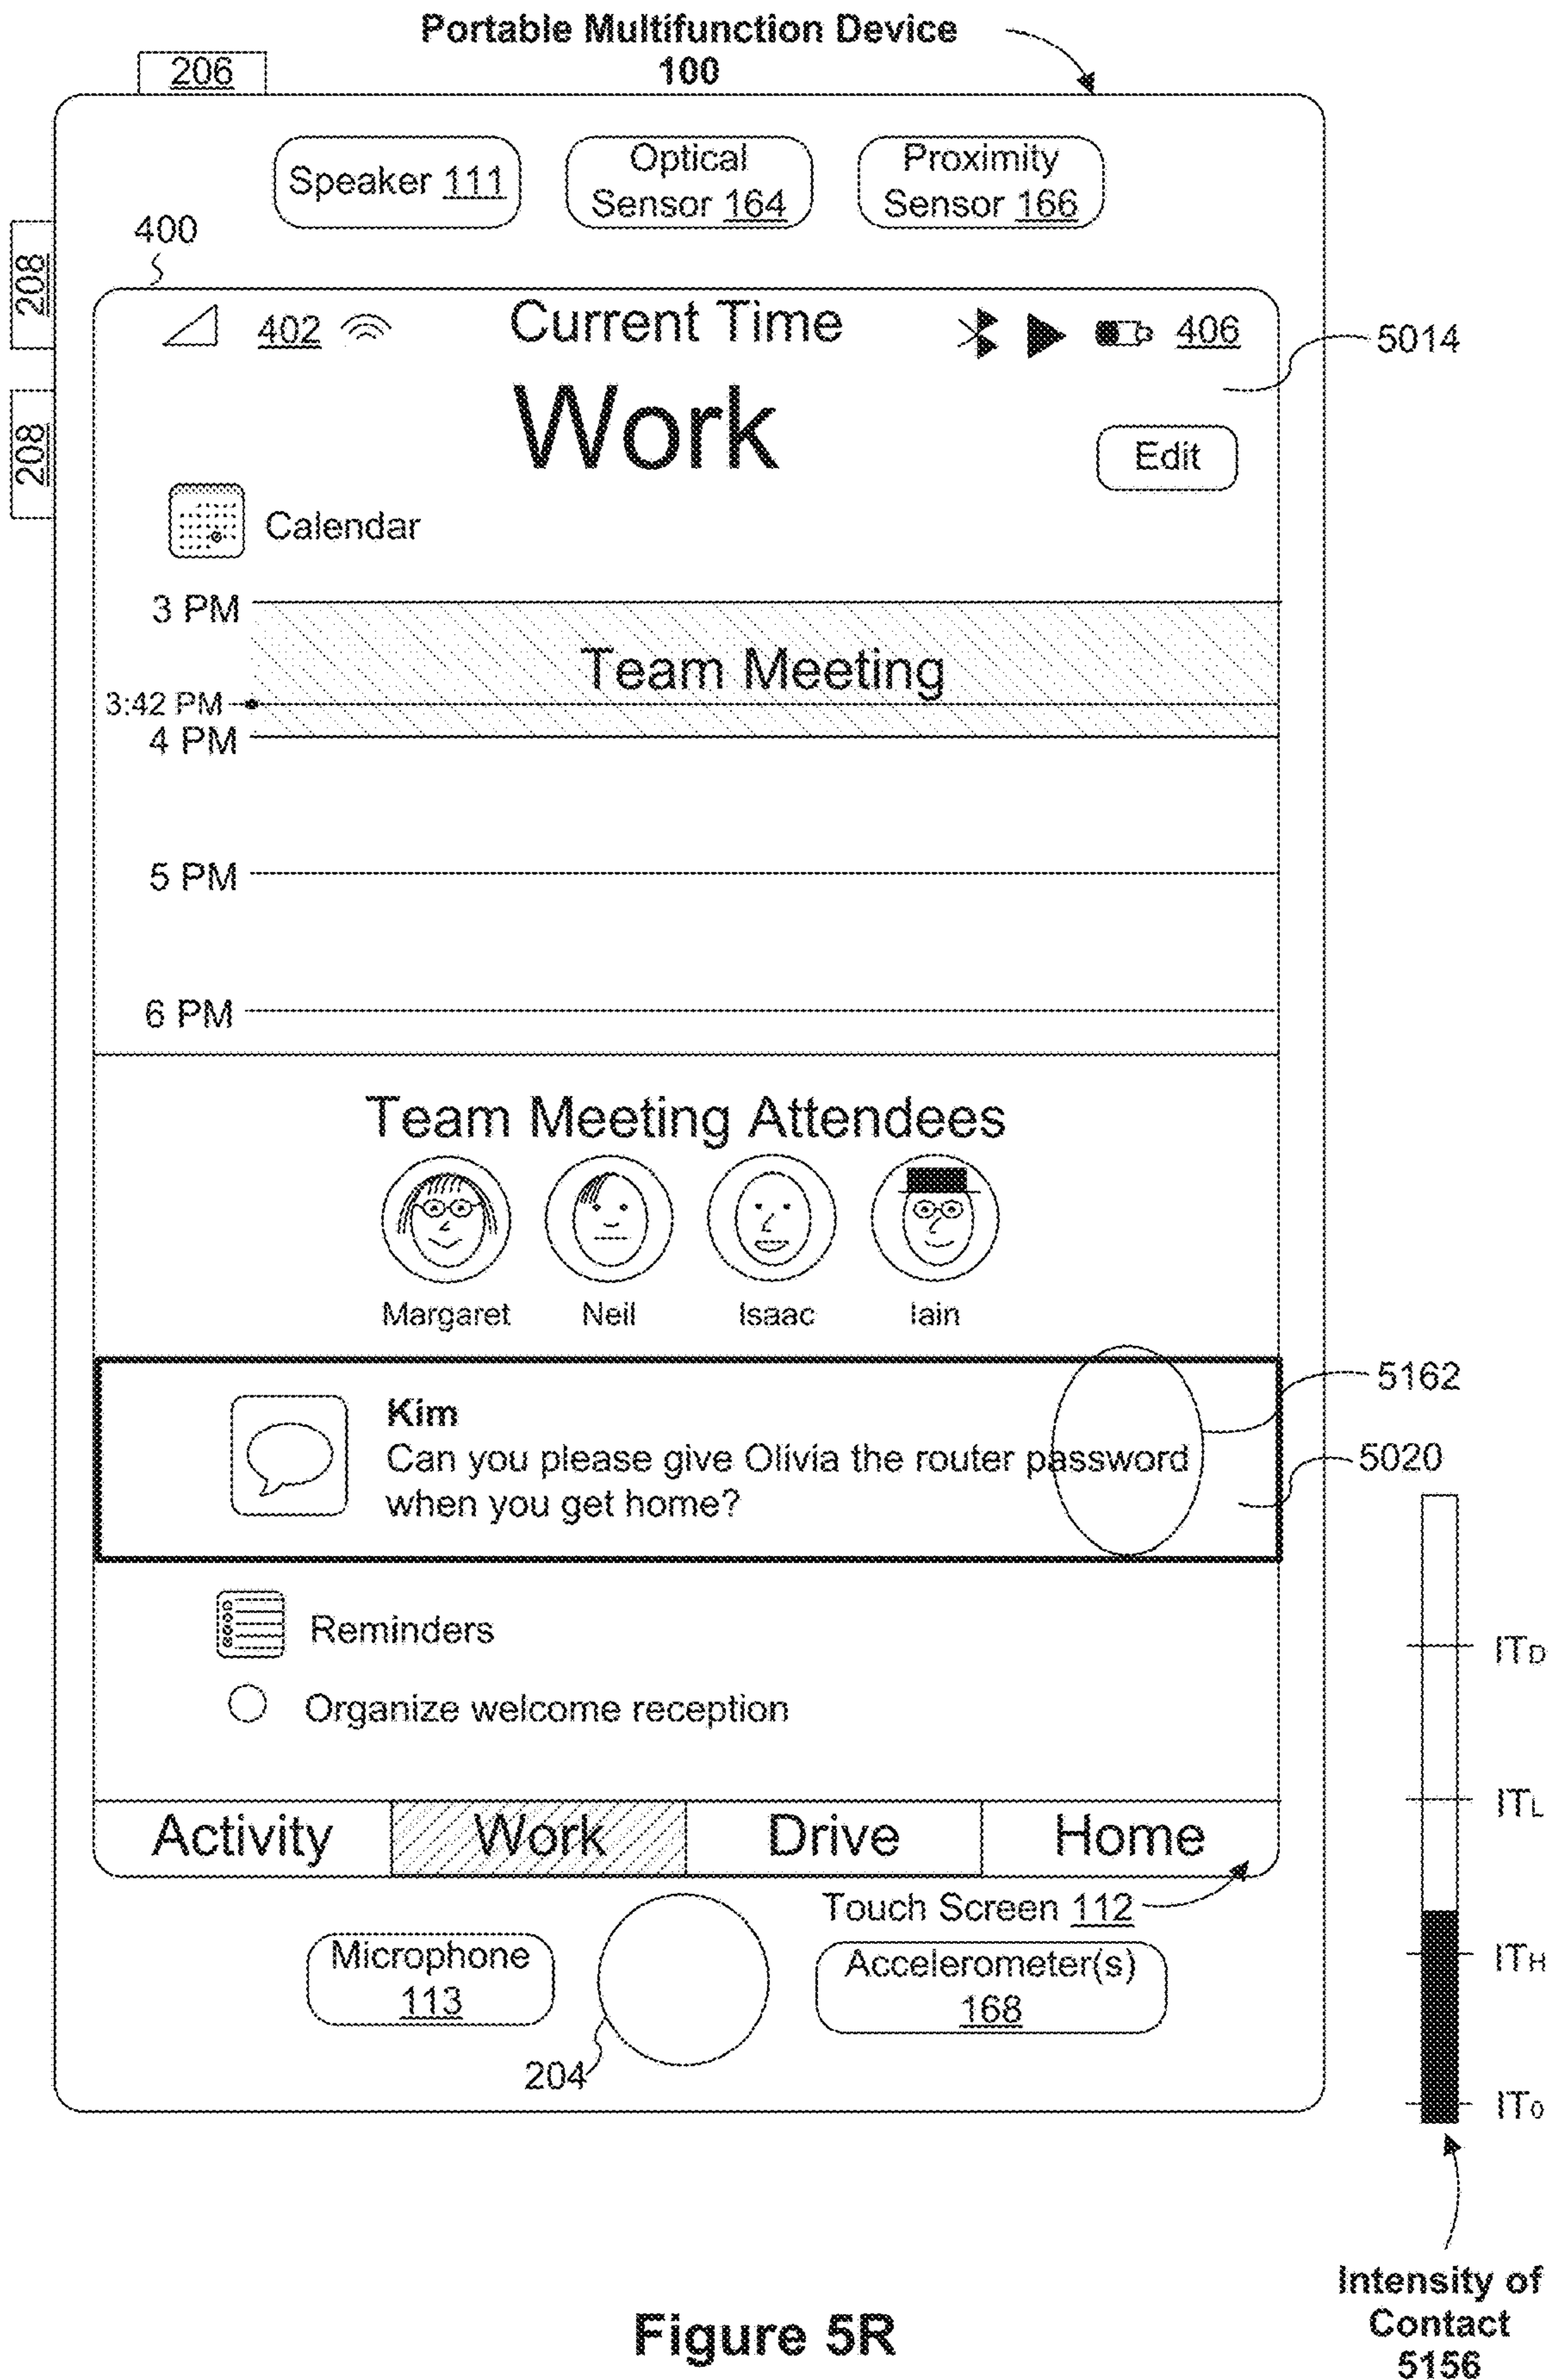 Portable Multifunction Device
100
206
Speaker 111
Optical
Sensor 164
Proximity
Sensor 166
208
208
400
402
Current Time
406
5014
Work
Edit
Calendar
3 PM
Team Meeting
3:42 PM
4 PM
5 PM
6 PM
Team Meeting Attendees
Margaret
Neil
Isaac
Iain
5162
Kim
Can you please give Olivia the router password
when you get home?
5020
Reminders
Organize welcome reception
ITD
ITL
ITH
IT0
Activity
Work
Drive
Home
Touch Screen 112
Microphone
113
Accelerometer(s)
168
204
Intensity of
Contact
5156
Figure 5R